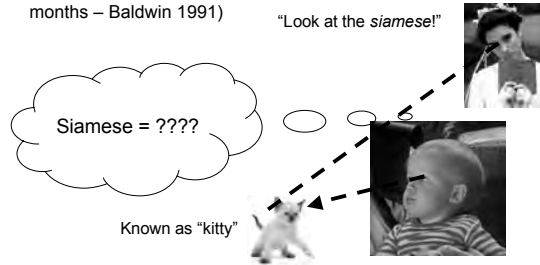 months – Baldwin 1991)
“Look at the siamese!”
Siamese = ????
Known as “kitty”